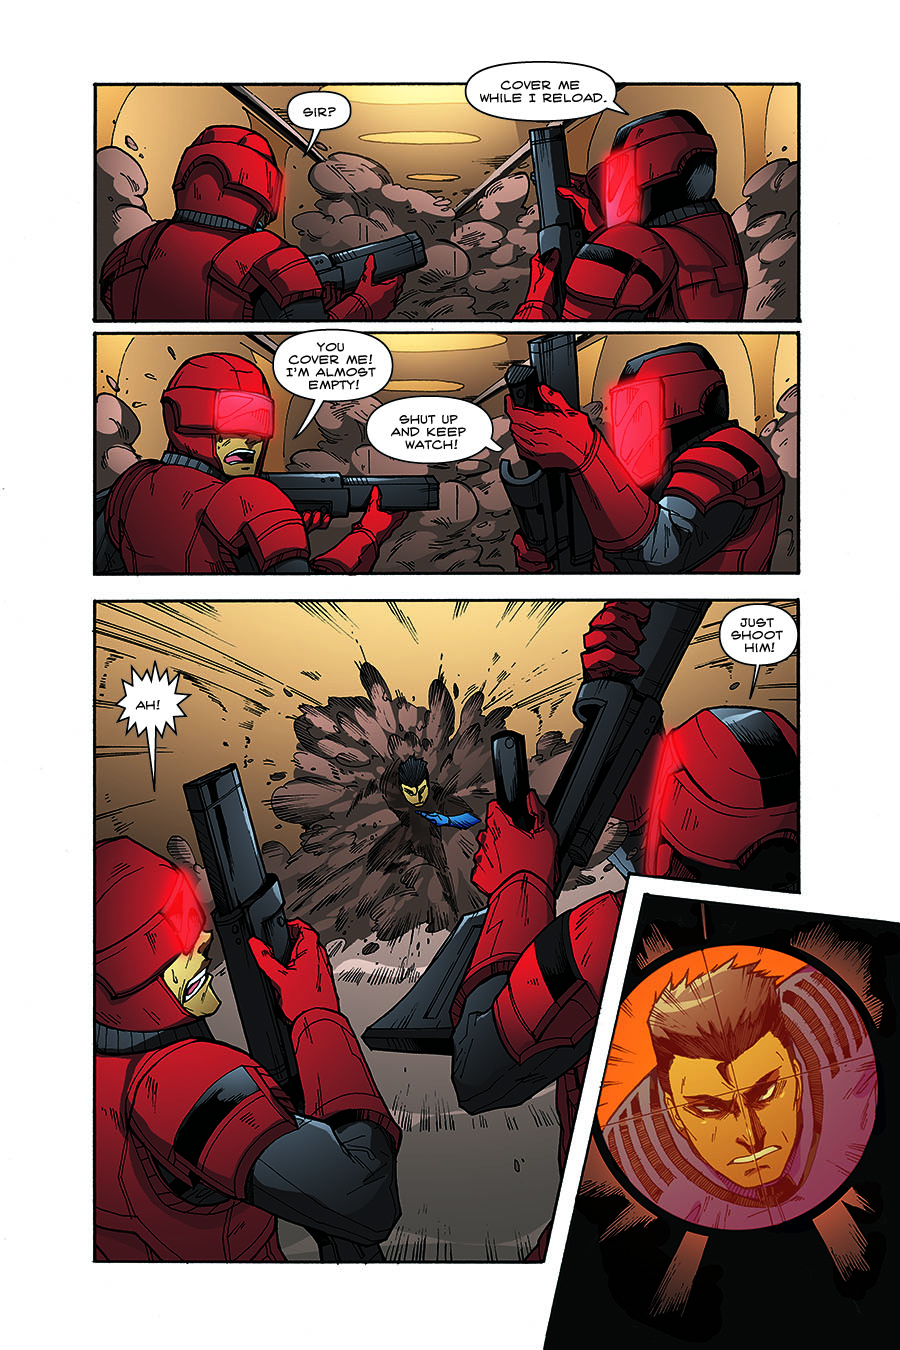 SIR?
COVER ME
WHILE I RELOAD.
YOU
COVER ME!
I'M ALMOST
EMPTY!
SHUT UP
AND KEEP
WATCH!
AH!
JUST
SHOOT
HIM!